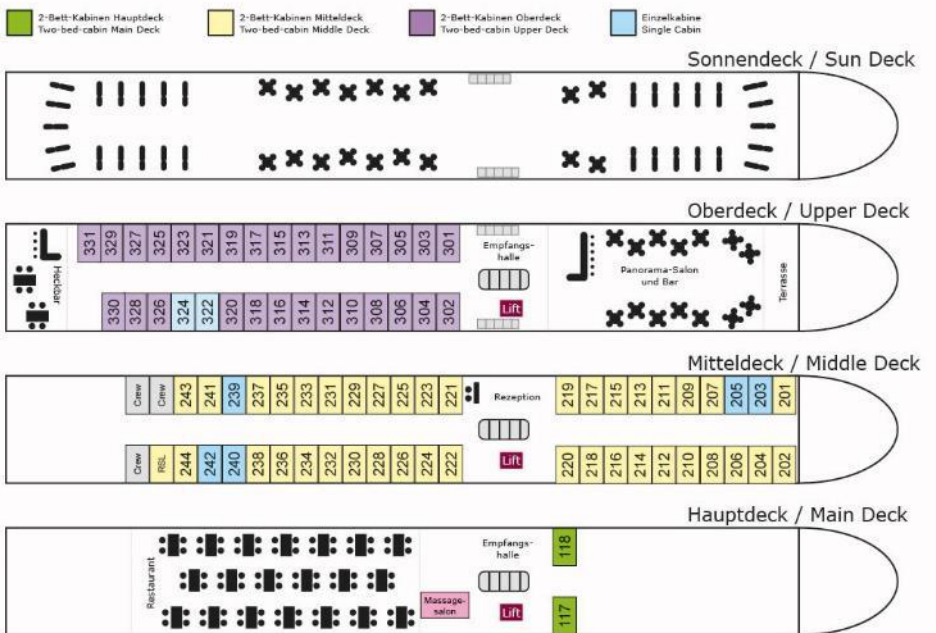 2-Bett-Kabinen Hauptdeck
Two-bed-cabin Main Deck
2-Bett-Kabinen Mitteldeck
Two-bed-cabin Middle Deck
2-Bett-Kabinen Oberdeck
Two-bed-cabin Upper Deck
Einzelkabine
Single Cabin
Sonnendeck / Sun Deck
Oberdeck / Upper Deck
331 329 327 325 323 321 319 317 315 313 311 309 307 305 303 301
Empfangs-
halle
Heckbar
Panorama-Salon
und Bar
Terrasse
330 328 326 324 322 320 318 316 314 312 310 308 306 304 302
Lift
Mitteldeck / Middle Deck
Crew Crew 243 241 239 237 235 233 231 229 227 225 223 221
Rezeption
219 217 215 213 211 209 207 205 203 201
Crew RSL 244 242 240 238 236 234 232 230 228 226 224 222
Lift
220 218 216 214 212 210 208 206 204 202
Hauptdeck / Main Deck
Restaurant
Empfangs-
halle
118
Massage-
salon
Lift
117